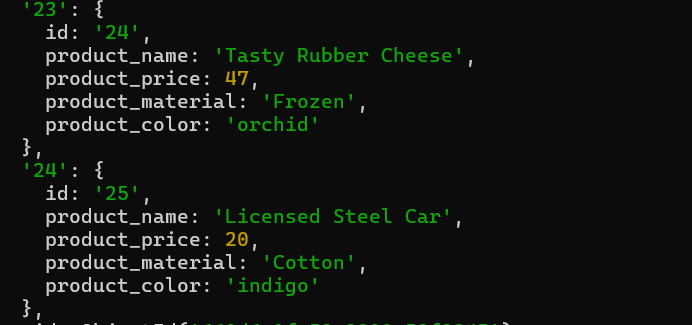 '23': {
id: '24',
product_name: 'Tasty Rubber Cheese',
product_price: 47,
product_material: 'Frozen',
product_color: 'orchid'
},
'24': {
id: '25',
product_name: 'Licensed Steel Car',
product_price: 20,
product_material: 'Cotton',
product_color: 'indigo'
},